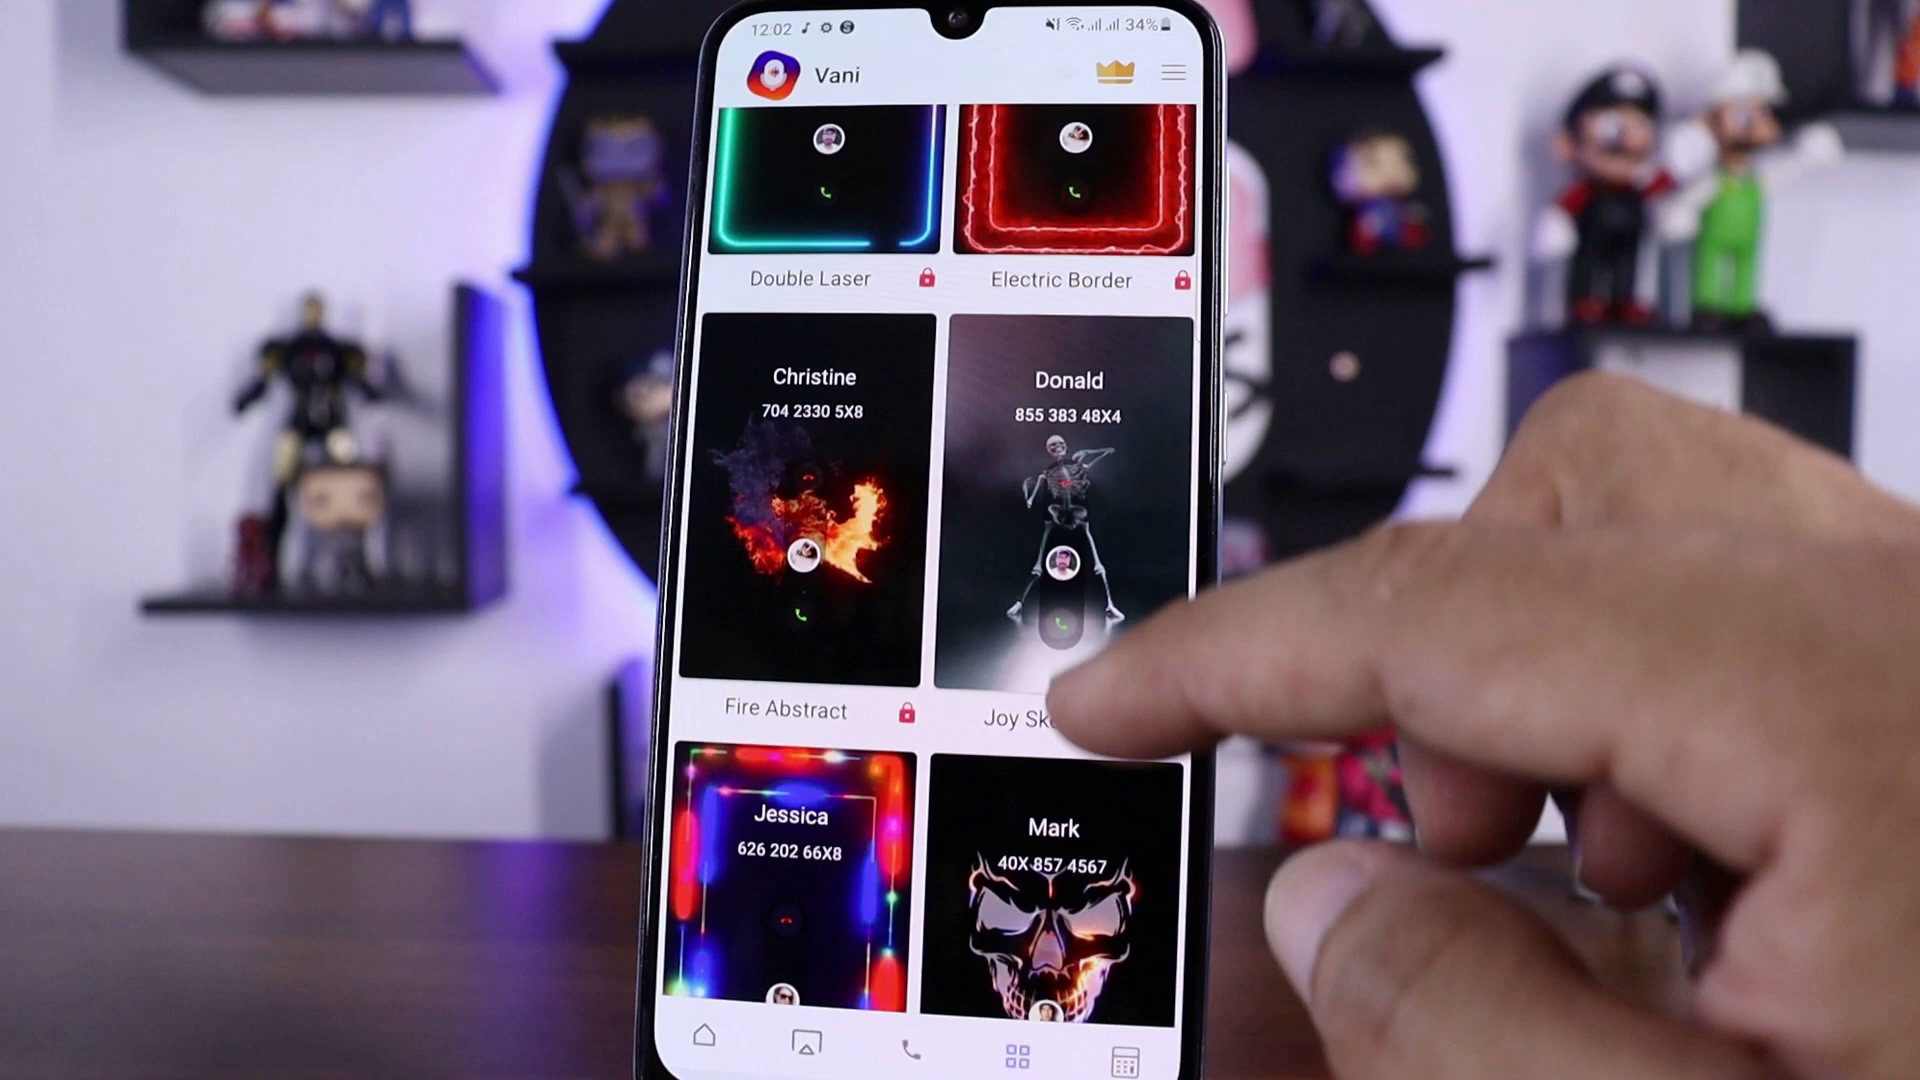 12:02
34%
Vani
Double Laser
Electric Border
Christine
704 2330 5X8
Donald
855 383 48X4
Fire Abstract
Joy
Jessica
626 202 66X8
Mark
40X 857 4567